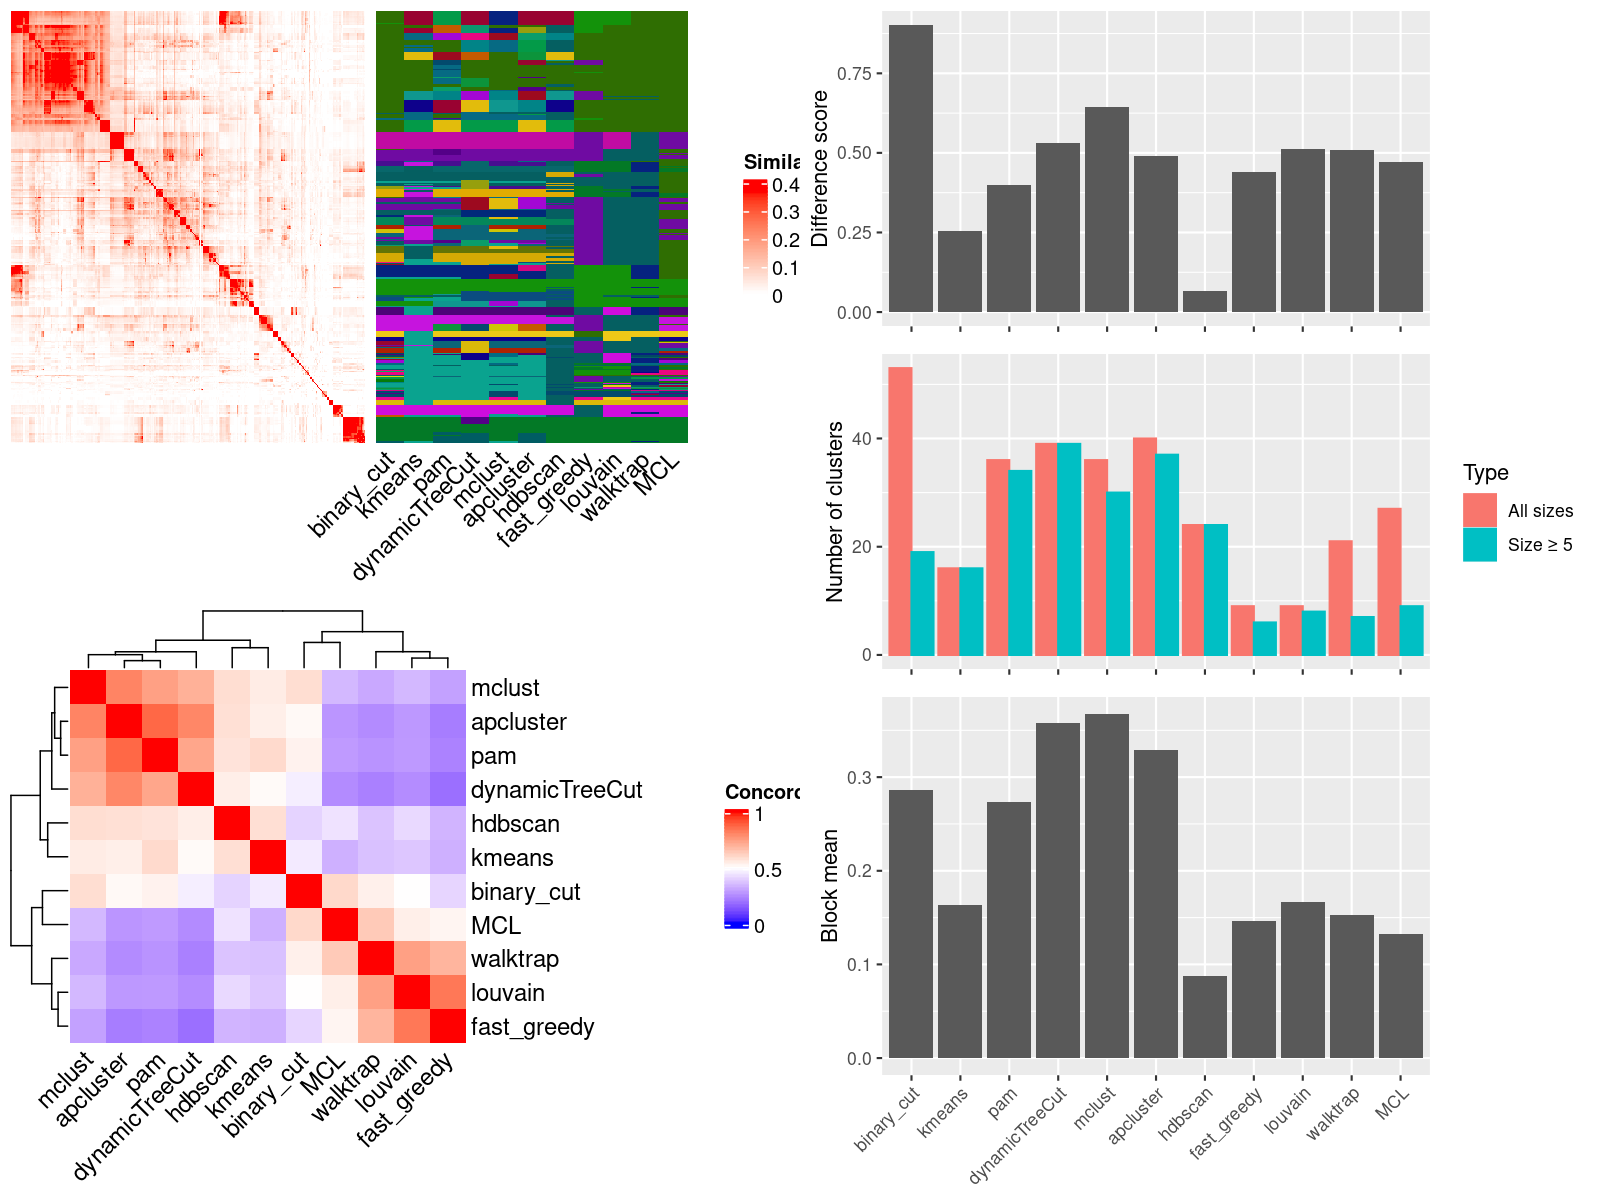 Simila
0.4
0.3
0.2
0.1
0
binary_cut
kmeans
pam
dynamicTreeCut
mclust
apcluster
hdbscan
fast_greedy
louvain
walktrap
MCL
mclust
apcluster
pam
dynamicTreeCut
hdbscan
kmeans
binary_cut
MCL
walktrap
louvain
fast_greedy
mclust
apcluster
pam
dynamicTreeCut
hdbscan
kmeans
binary_cut
MCL
walktrap
louvain
fast_greedy
Concord
1
0.5
0
Difference score
0.75
0.50
0.25
0.00
Number of clusters
40
20
0
Type
All sizes
Size ≥ 5
Block mean
0.3
0.2
0.1
0.0
binary_cut
kmeans
pam
dynamicTreeCut
mclust
apcluster
hdbscan
fast_greedy
louvain
walktrap
MCL